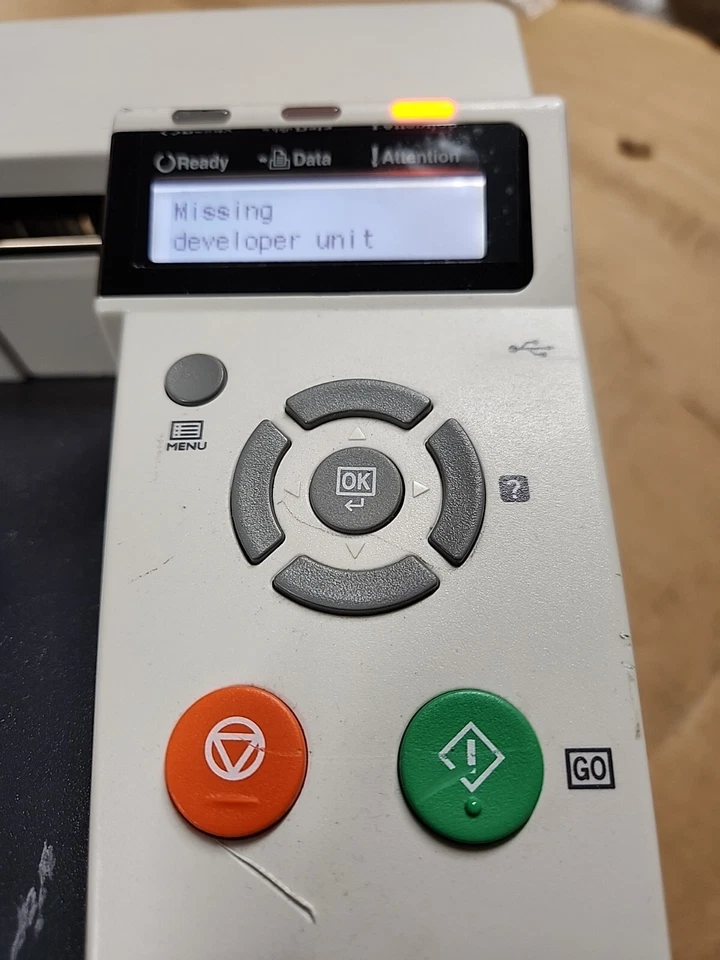 Ready Data Attention
Missing
developer unit
MENU
OK
?
GO